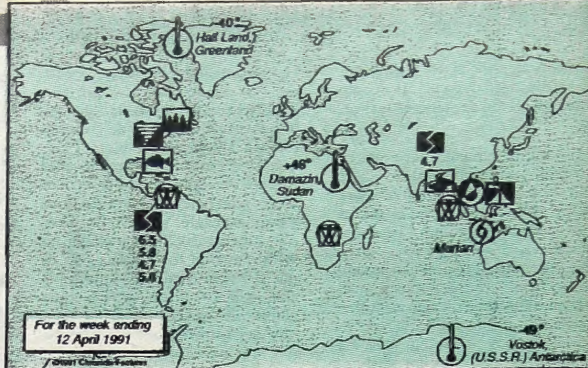 -40°
Hall Land,
Greenland
4.7
+46°
Damazin,
Sudan
6.5
5.8
4.7
5.6
Marian
For the week ending
12 April 1991
-49°
Vostok,
(U.S.S.R.) Antarctica